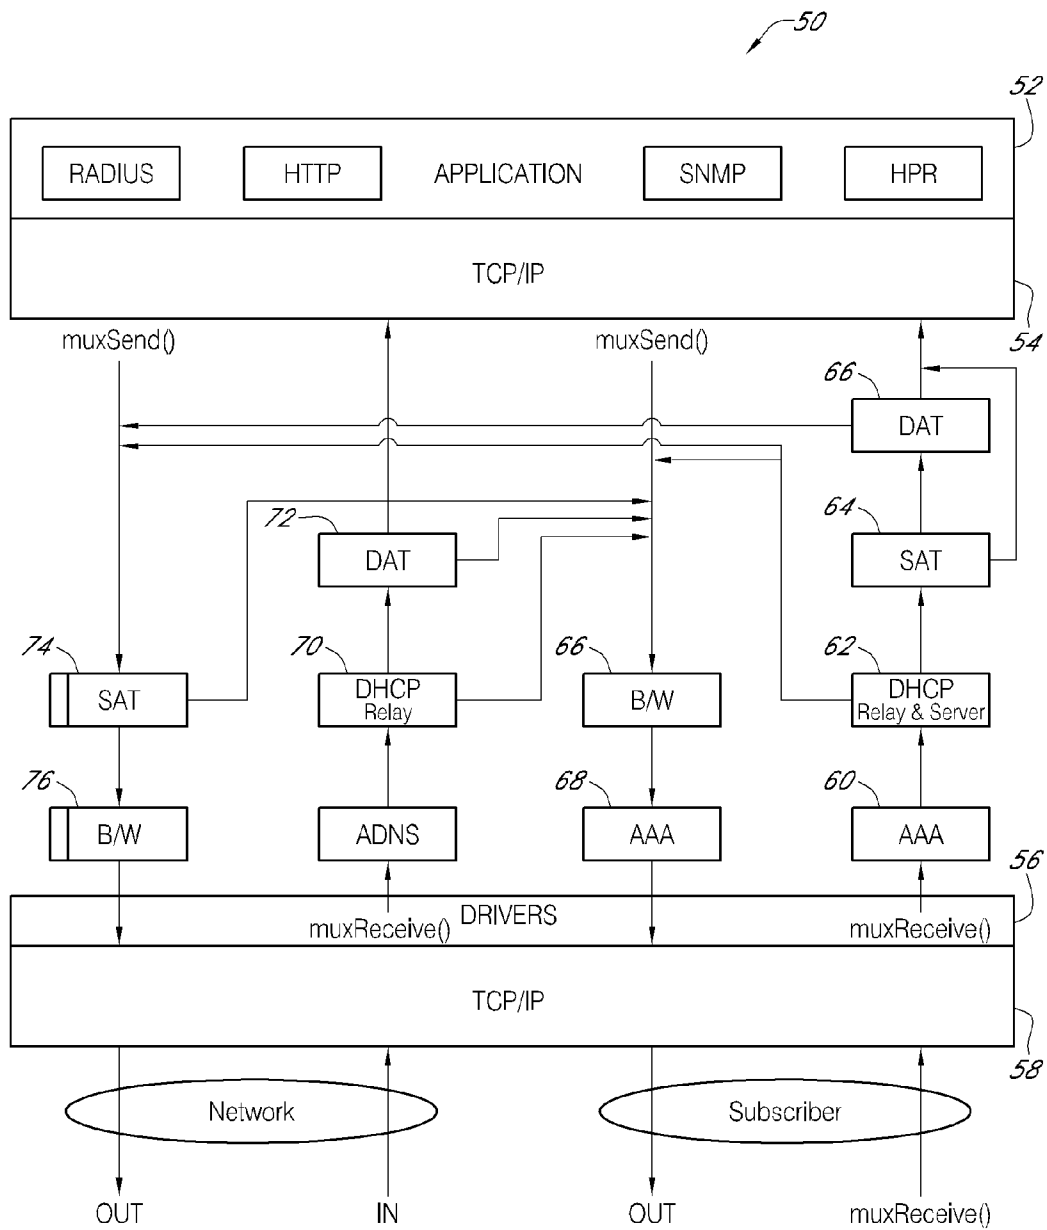 50
52
RADIUS HTTP APPLICATION SNMP HPR
TCP/IP
54
muxSend() muxSend()
66
DAT
72 64
DAT SAT
74 70 66 62
SAT DHCP B/W DHCP
Relay Relay & Server
76 68 60
B/W ADNS AAA AAA
56
DRIVERS
muxReceive() muxReceive()
TCP/IP
58
Network Subscriber
OUT IN OUT muxReceive()